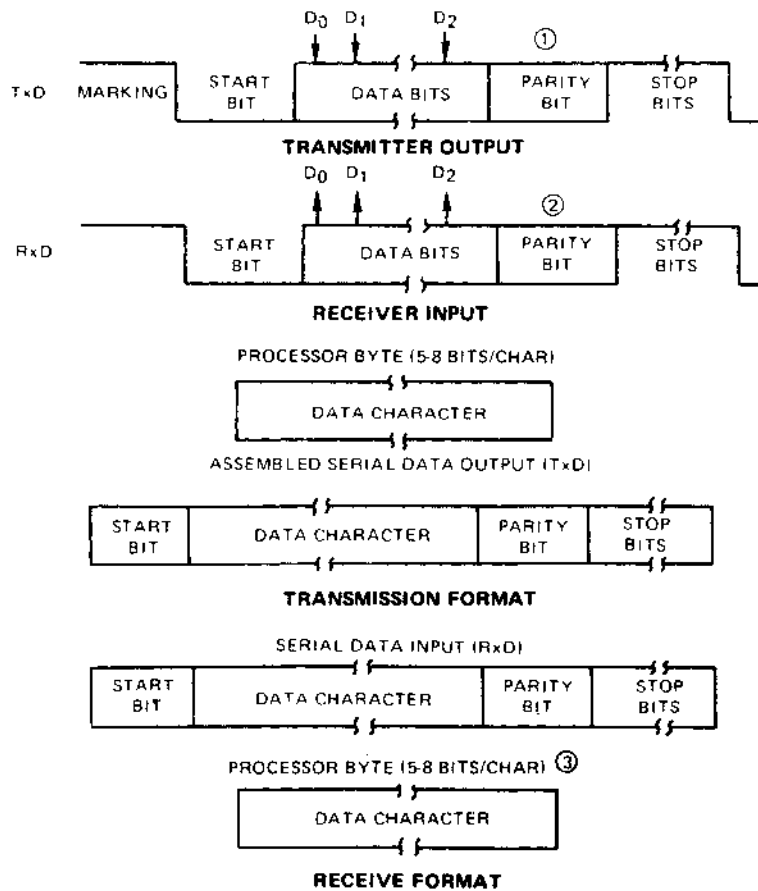 D0 D1 D2 ①
TxD MARKING START BIT DATA BITS PARITY BIT STOP BITS
TRANSMITTER OUTPUT
D0 D1 D2 ②
RxD START BIT DATA BITS PARITY BIT STOP BITS
RECEIVER INPUT
PROCESSOR BYTE (5-8 BITS/CHAR)
DATA CHARACTER
ASSEMBLED SERIAL DATA OUTPUT (TxD)
START BIT DATA CHARACTER PARITY BIT STOP BITS
TRANSMISSION FORMAT
SERIAL DATA INPUT (RxD)
START BIT DATA CHARACTER PARITY BIT STOP BITS
PROCESSOR BYTE (5-8 BITS/CHAR) ③
DATA CHARACTER
RECEIVE FORMAT